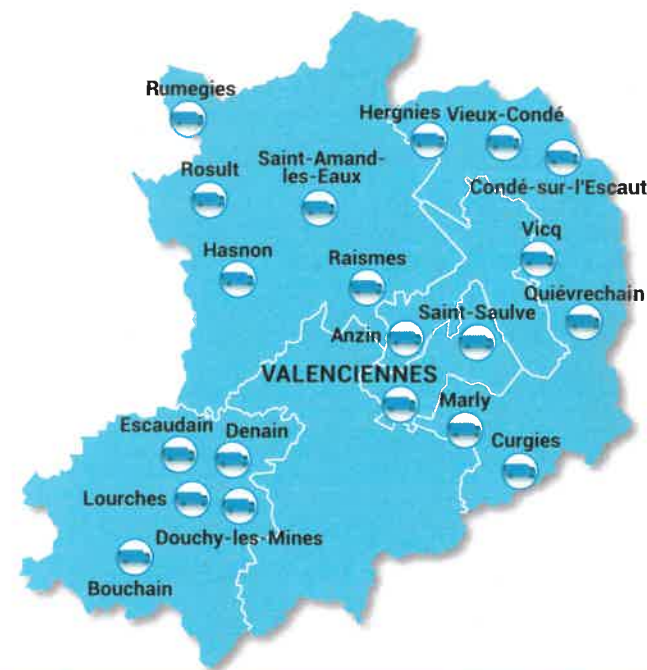 Rumegies
Hergnies
Vieux-Condé
Saint-Amand-
les-Eaux
Rosult
Condé-sur-l'Escaut
Vicq
Hasnon
Raismes
Quiévrechain
Saint-Saulve
Anzin
VALENCIENNES
Marly
Escaudain
Denain
Curgies
Lourches
Douchy-les-Mines
Bouchain